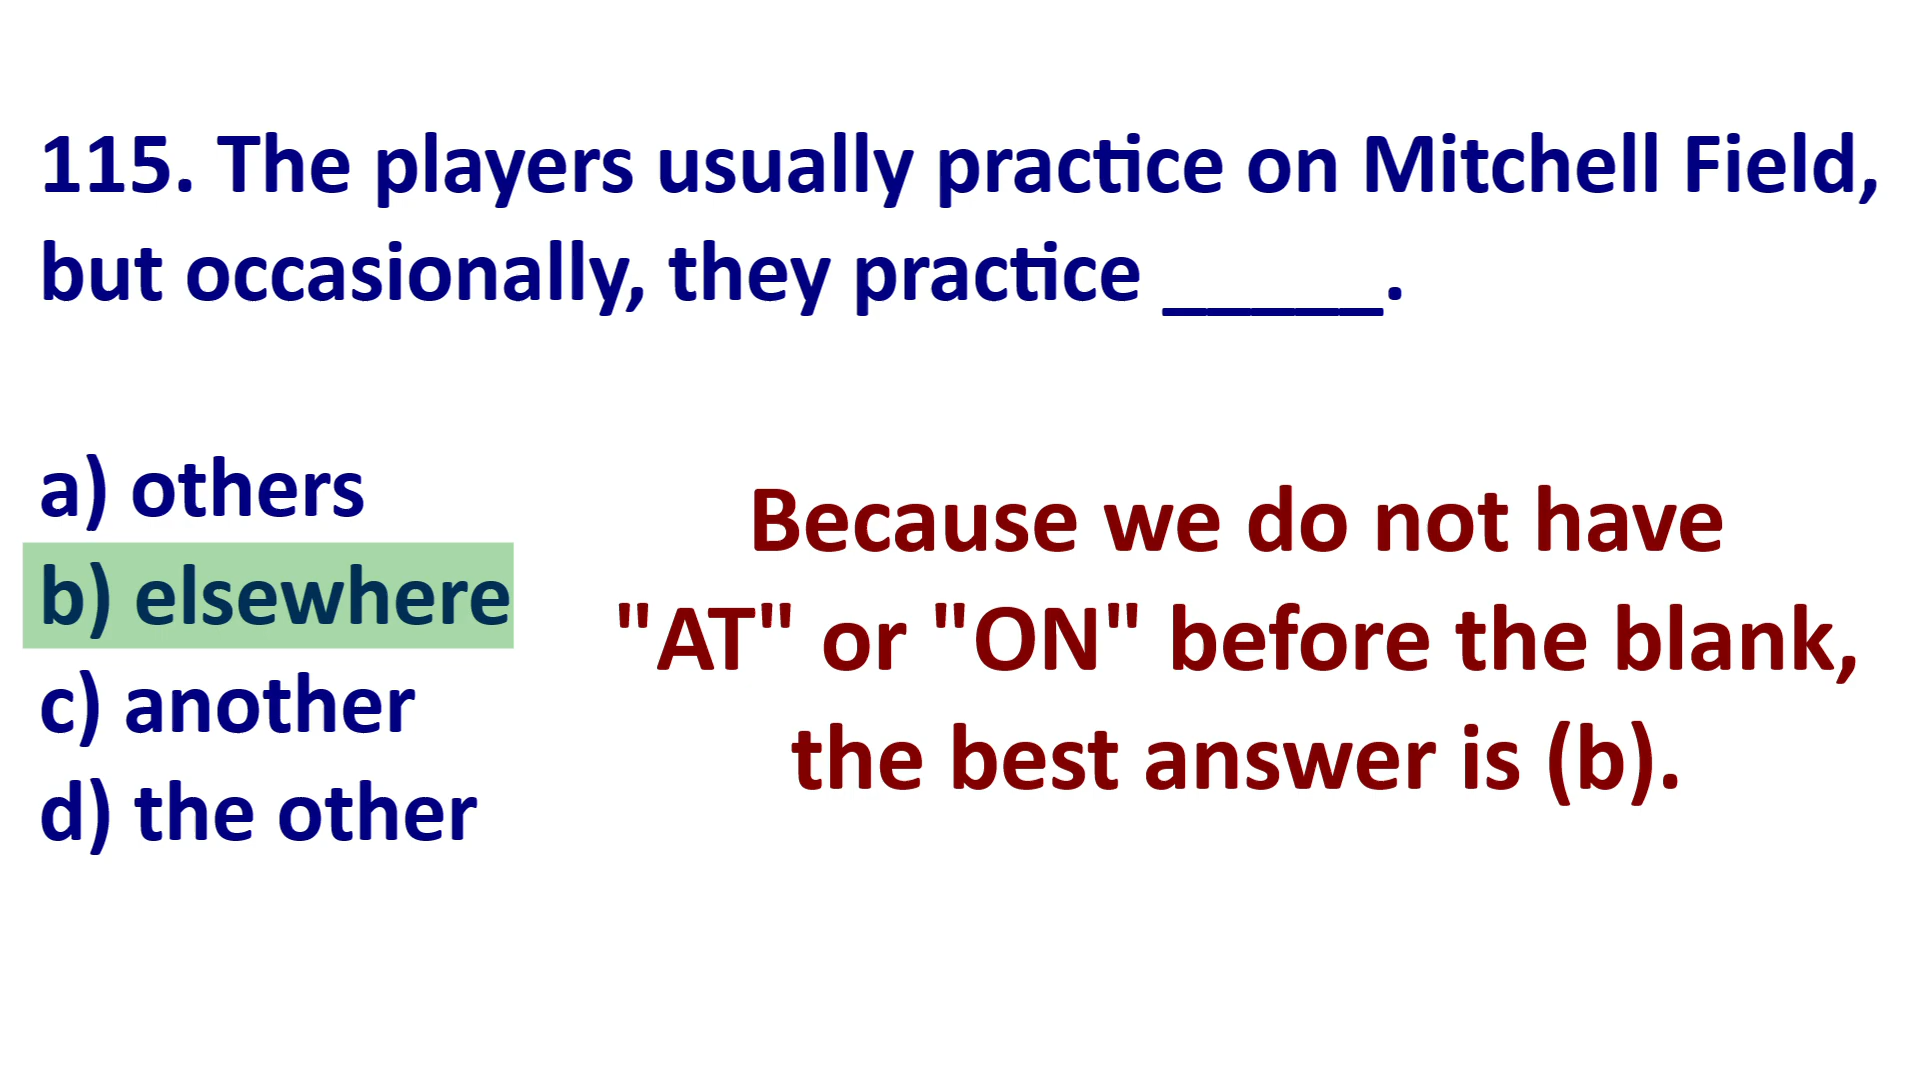 115. The players usually practice on Mitchell Field,
but occasionally, they practice _____.
a) others
b) elsewhere
c) another
d) the other
Because we do not have
"AT" or "ON" before the blank,
the best answer is (b).